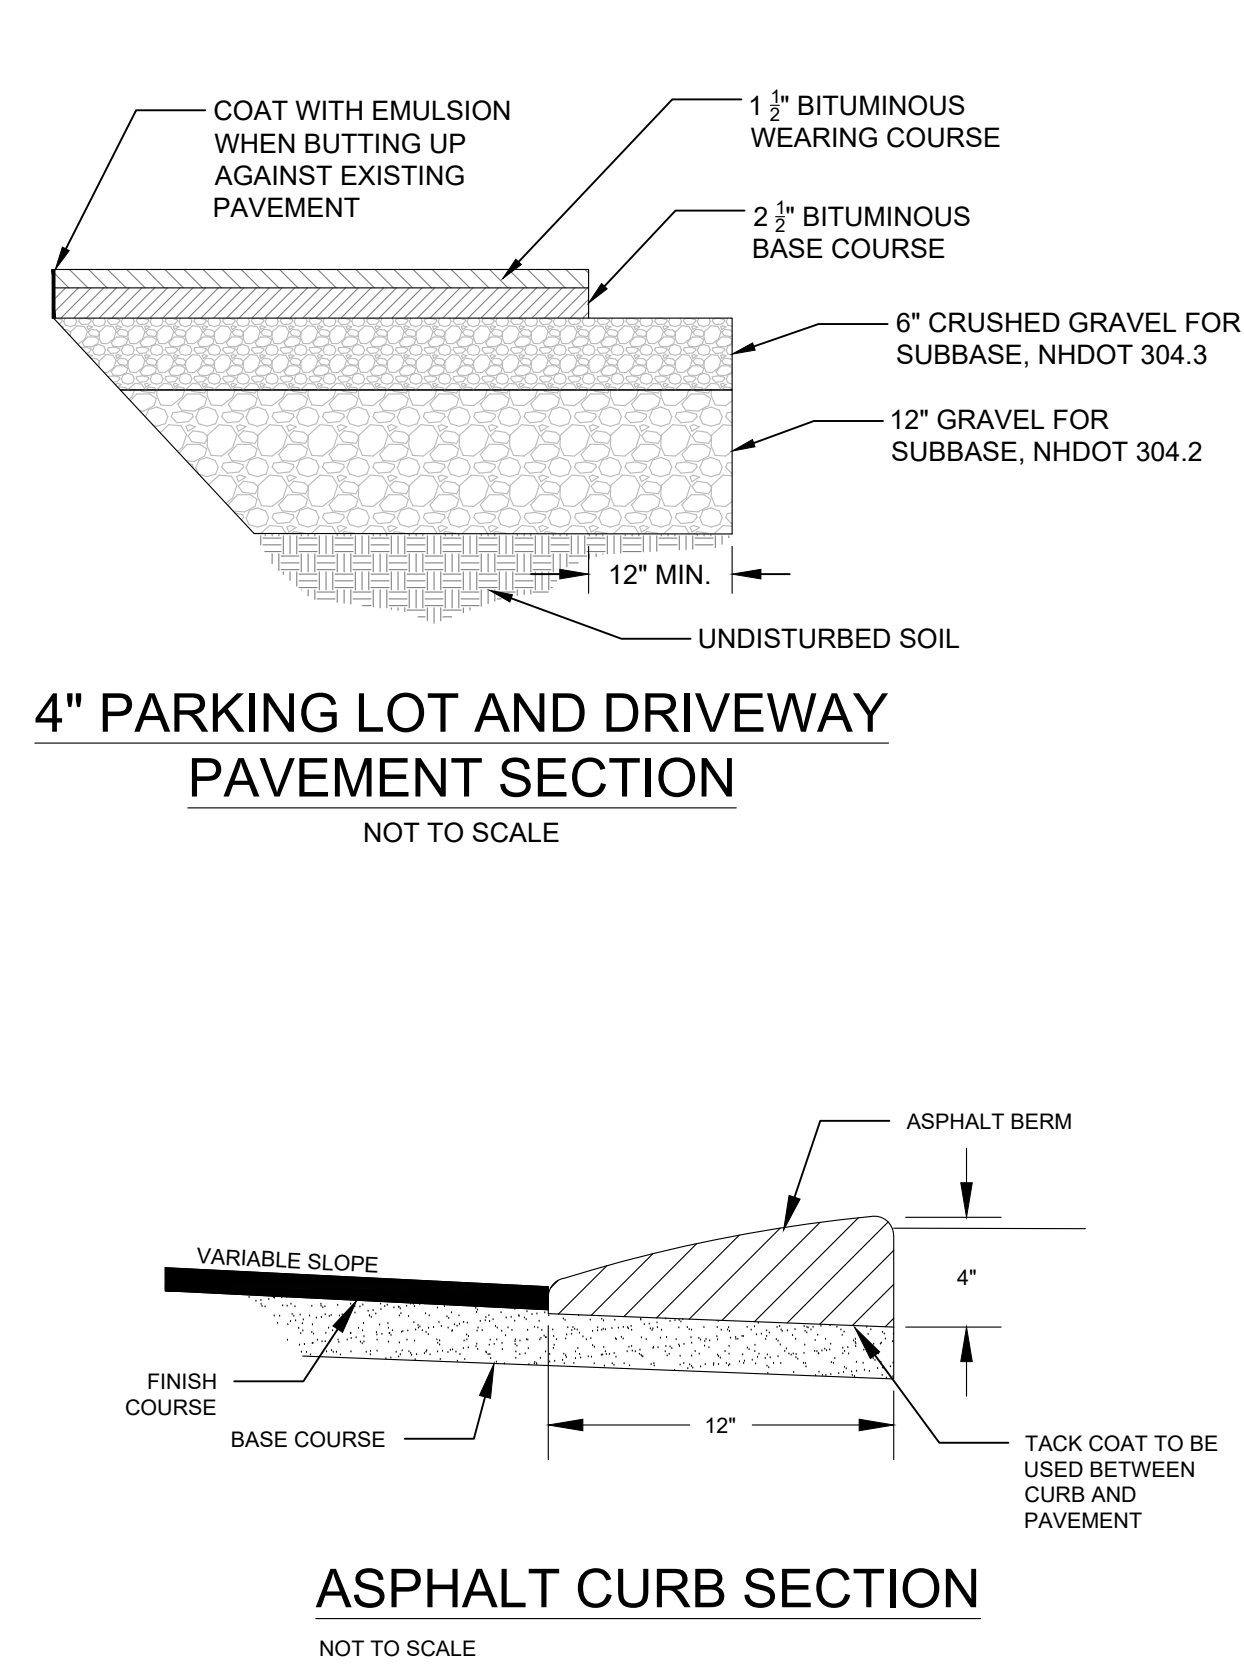 COAT WITH EMULSION
WHEN BUTTING UP
AGAINST EXISTING
PAVEMENT
1 1/2" BITUMINOUS
WEARING COURSE
2 1/2" BITUMINOUS
BASE COURSE
6" CRUSHED GRAVEL FOR
SUBBASE, NHDOT 304.3
12" GRAVEL FOR
SUBBASE, NHDOT 304.2
12" MIN.
UNDISTURBED SOIL
4" PARKING LOT AND DRIVEWAY
PAVEMENT SECTION
NOT TO SCALE
ASPHALT BERM
VARIABLE SLOPE
4"
FINISH
COURSE
BASE COURSE
12"
TACK COAT TO BE
USED BETWEEN
CURB AND
PAVEMENT
ASPHALT CURB SECTION
NOT TO SCALE